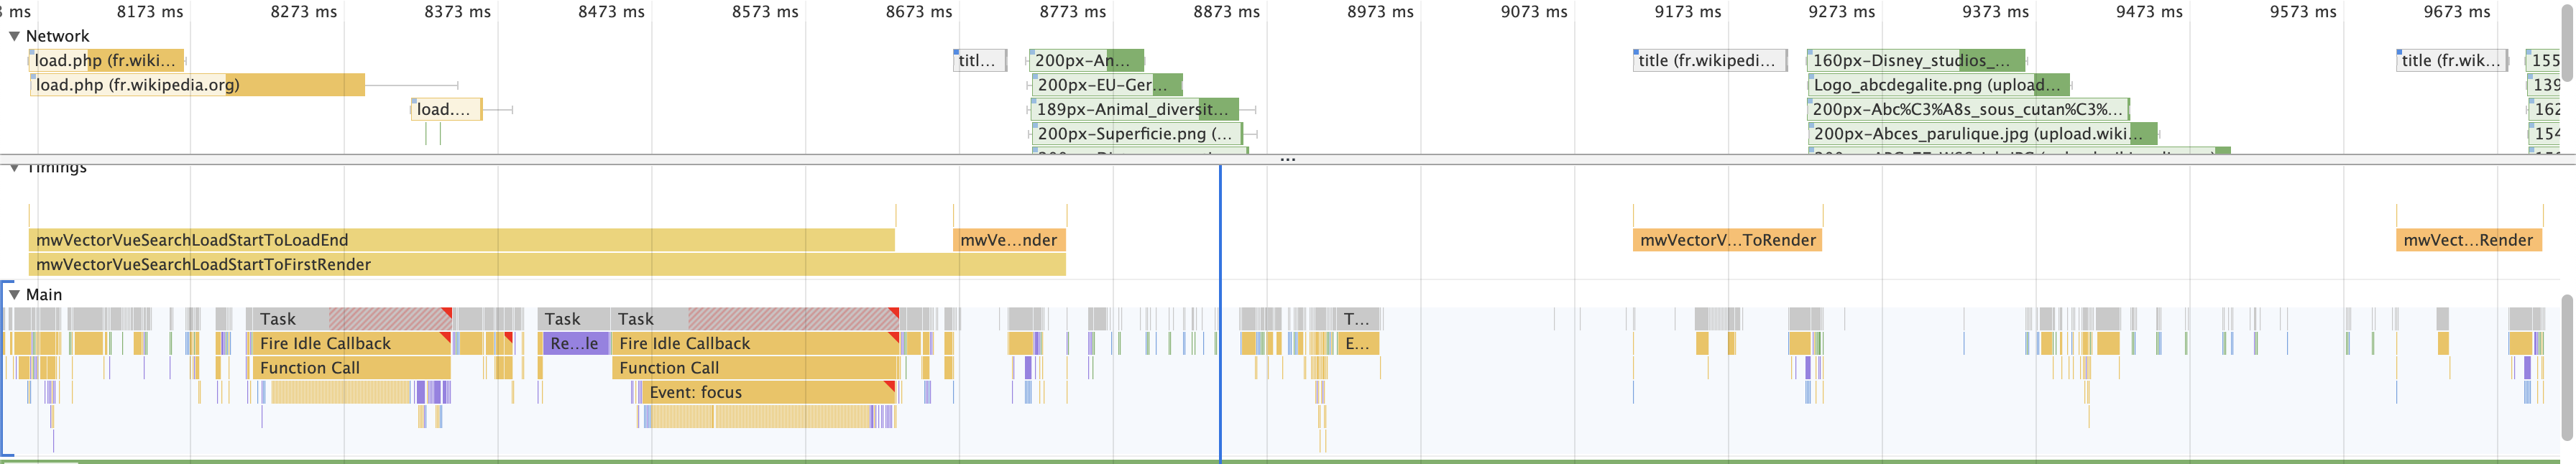 ms 8173 ms 8273 ms 8373 ms 8473 ms 8573 ms 8673 ms 8773 ms 8873 ms 8973 ms 9073 ms 9173 ms 9273 ms 9373 ms 9473 ms 9573 ms 9673 ms
Network
load.php (fr.wiki... titl... 200px-An... title (fr.wikipedi... 160px-Disney_studios_... title (fr.wik... 155
load.php (fr.wikipedia.org) 200px-EU-Ger... Logo_abcdegalite.png (upload... 139
load.... 189px-Animal_diversit... 200px-Abc%C3%A8s_sous_cutan%C3%... 162
200px-Superficie.png (... 200px-Abces_parulique.jpg (upload.wiki... 154
...
Timings
mwVectorVueSearchLoadStartToLoadEnd mwVe...nder mwVectorV...ToRender mwVect...Render
mwVectorVueSearchLoadStartToFirstRender
Main
Task Task Task T...
Fire Idle Callback Re...le Fire Idle Callback E...
Function Call Function Call
Event: focus